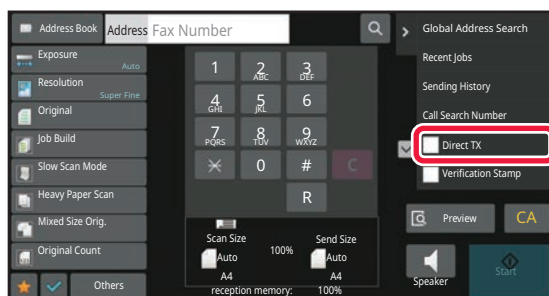 Address Book
Address
Fax Number
Global Address Search
Exposure
Auto
Recent Jobs
Resolution
Super Fine
Sending History
Original
Call Search Number
Job Build
Direct TX
Slow Scan Mode
Verification Stamp
Heavy Paper Scan
Mixed Size Orig.
Original Count
Others
1
2
ABC
3
DEF
4
GHI
5
JKL
6
7
PQRS
8
TUV
9
WXYZ
0
#
C
R
Scan Size
Auto
A4
100%
Send Size
Auto
A4
reception memory: 100%
Preview
CA
Speaker
Start